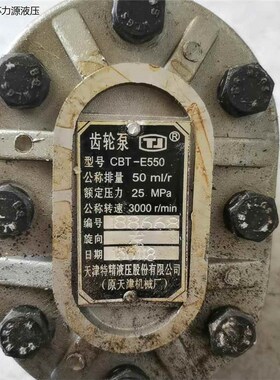 力源液压
齿轮泵 TJ ®
型号 CBT-E550
公称排量 50 ml/r
额定压力 25 MPa
公称转速 3000 r/min
编号
旋向
日期
天津特精液压股份有限公司
(原天津机械厂)